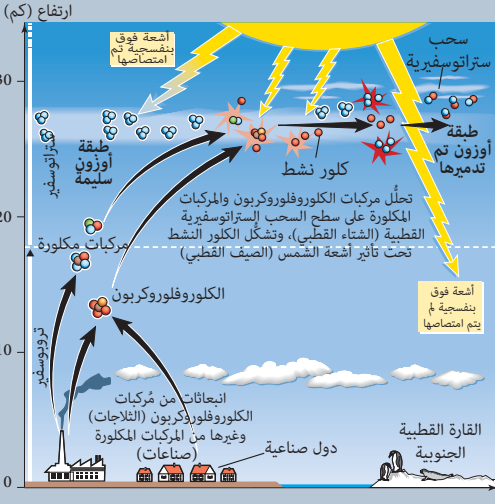 ارتفاع (كم)
أشعة فوق
بنفسجية تم
امتصاصها
سحب
ستراتوسفيرية
30
ستراتوسفير
طبقة
أوزون
سليمة
كلور نشط
طبقة
أوزون تم
تدميرها
تحلُّل مركبات الكلوروفلوروكربون والمركبات
المكلورة على سطح السحب الستراتوسفيرية
القطبية (الشتاء القطبي)، وتشكُّل الكلور النشط
تحت تأثير أشعة الشمس (الصيف القطبي)
20
مركبات مكلورة
الكلوروفلوروكربون
أشعة فوق
بنفسجية لم
يتم امتصاصها
تروبوسفير
10
انبعاثات من مُركبات
الكلوروفلوروكربون (الثلاجات)
وغيرها من المركبات المكلورة
(صناعات)
دول صناعية
القارة القطبية
الجنوبية
0